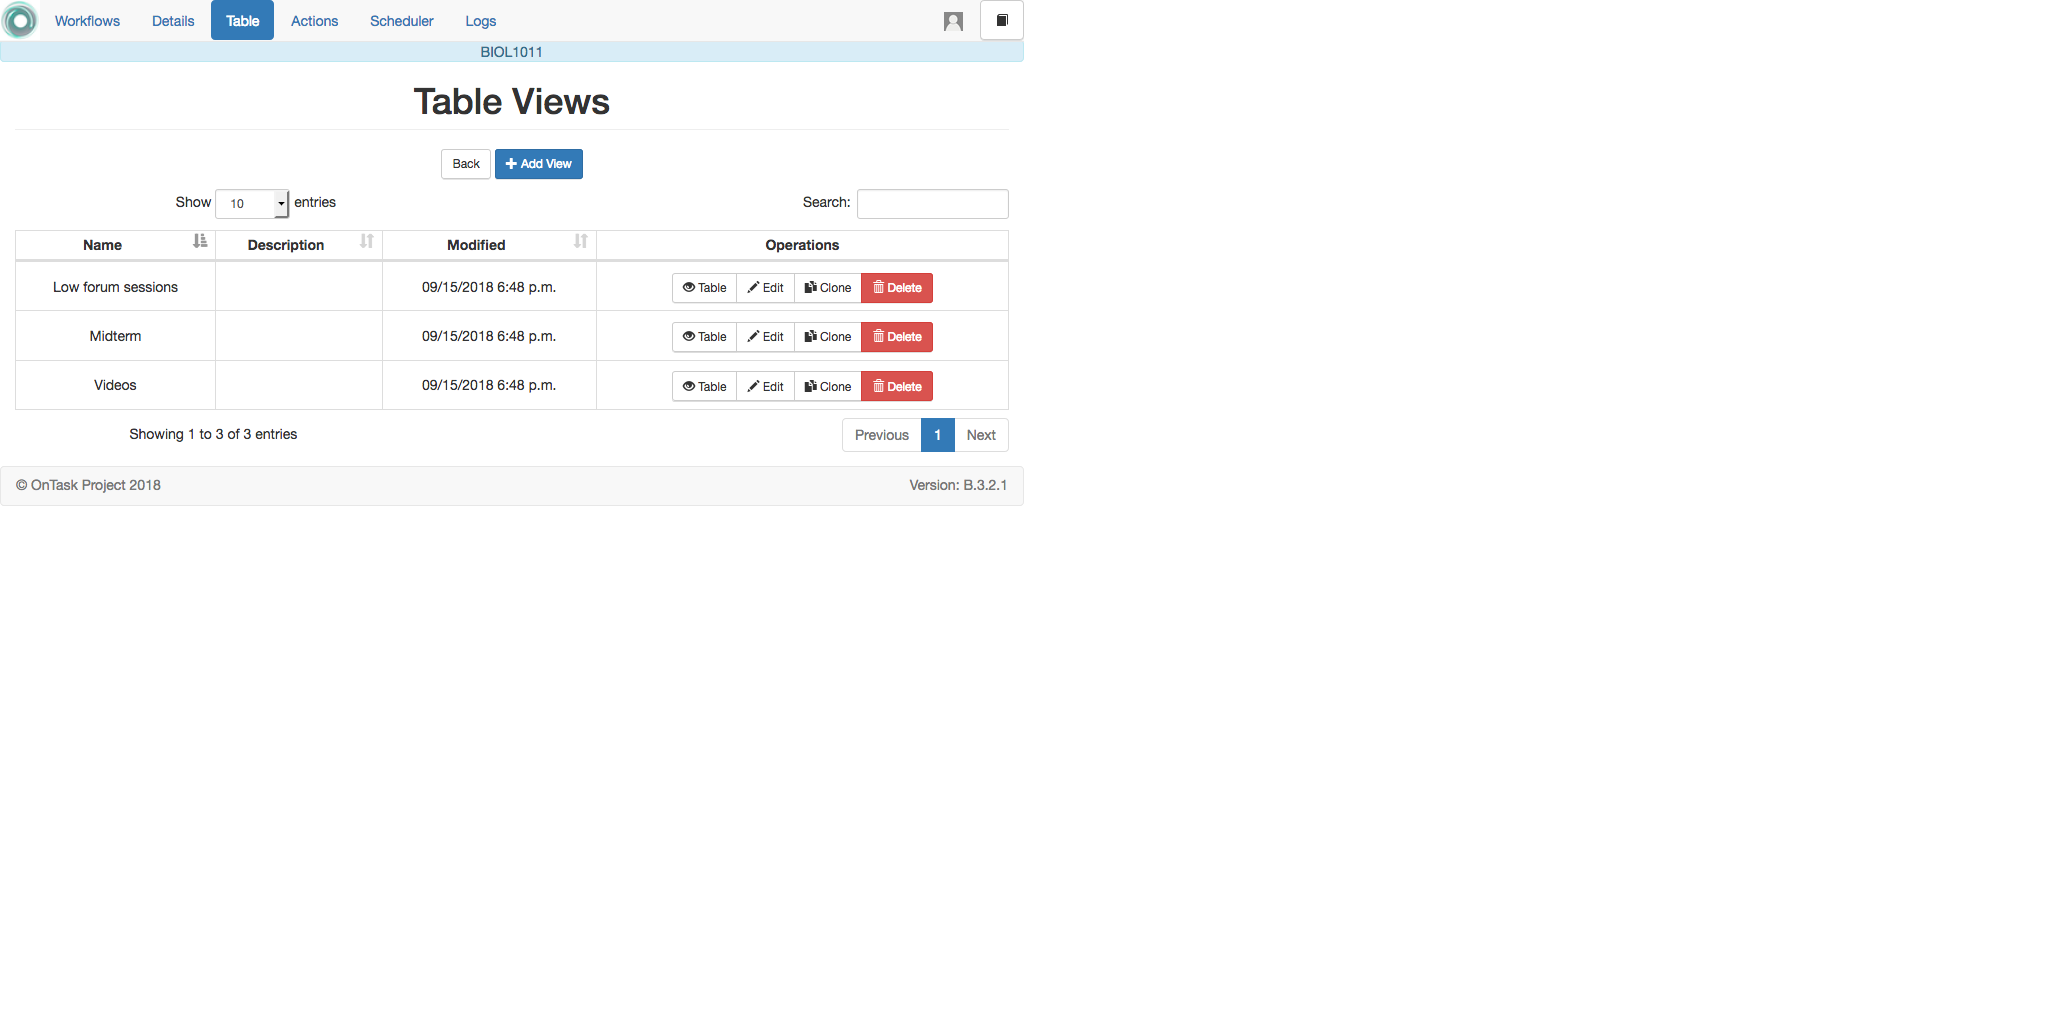 Workflows Details Table Actions Scheduler Logs
BIOL1011
Table Views
Back Add View
Show 10 entries Search:
Name Description Modified Operations
Low forum sessions 09/15/2018 6:48 p.m. Table Edit Clone Delete
Midterm 09/15/2018 6:48 p.m. Table Edit Clone Delete
Videos 09/15/2018 6:48 p.m. Table Edit Clone Delete
Showing 1 to 3 of 3 entries Previous 1 Next
© OnTask Project 2018 Version: B.3.2.1